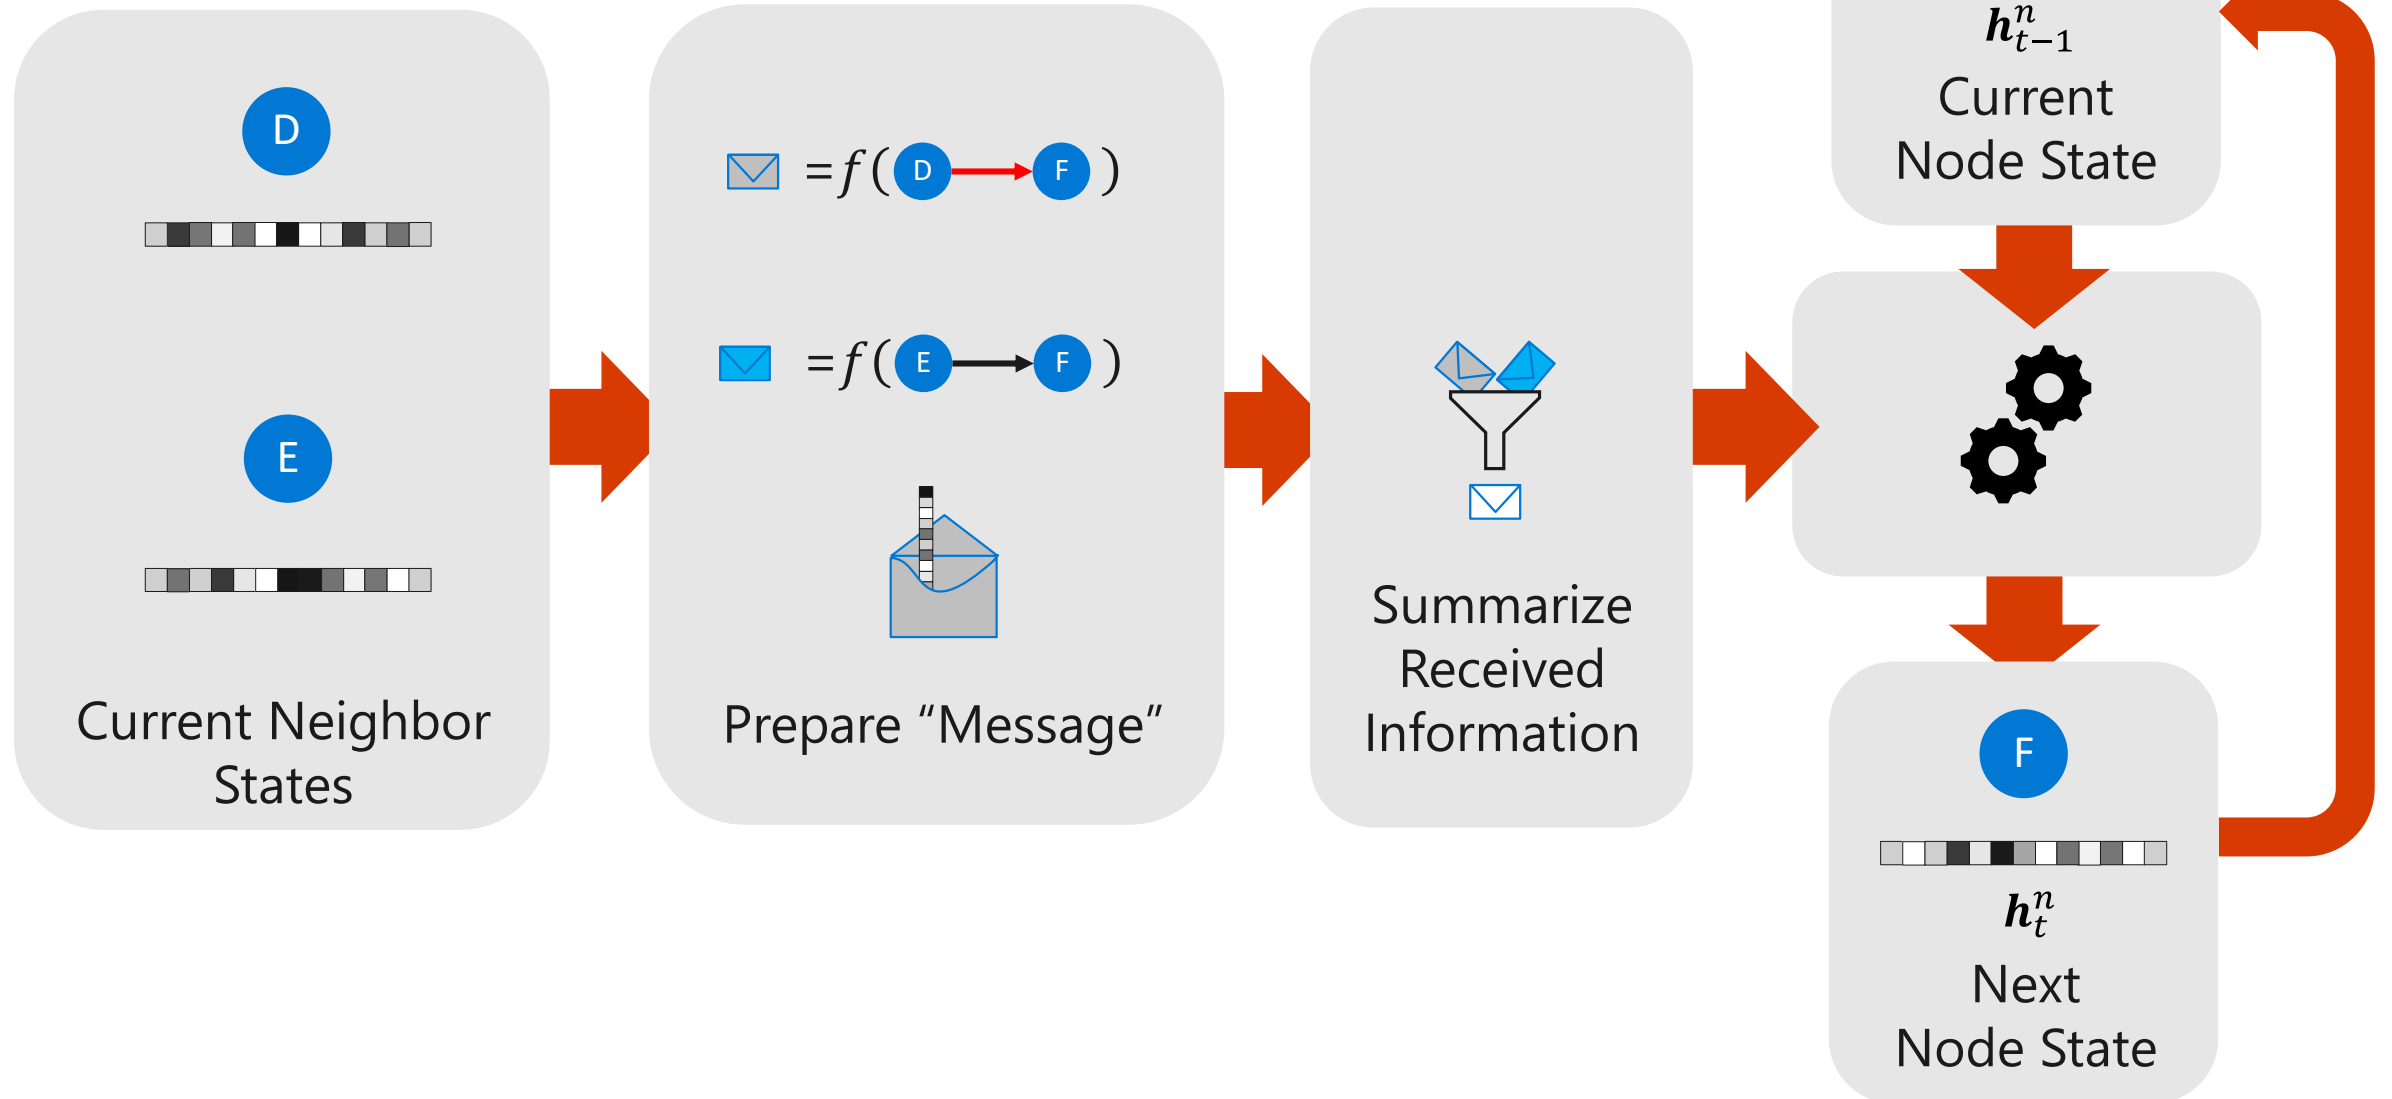 D
E
Current Neighbor
States
=f(D F)
=f(E F)
Prepare “Message”
Summarize
Received
Information
h^n_{t−1}
Current
Node State
F
h^n_t
Next
Node State